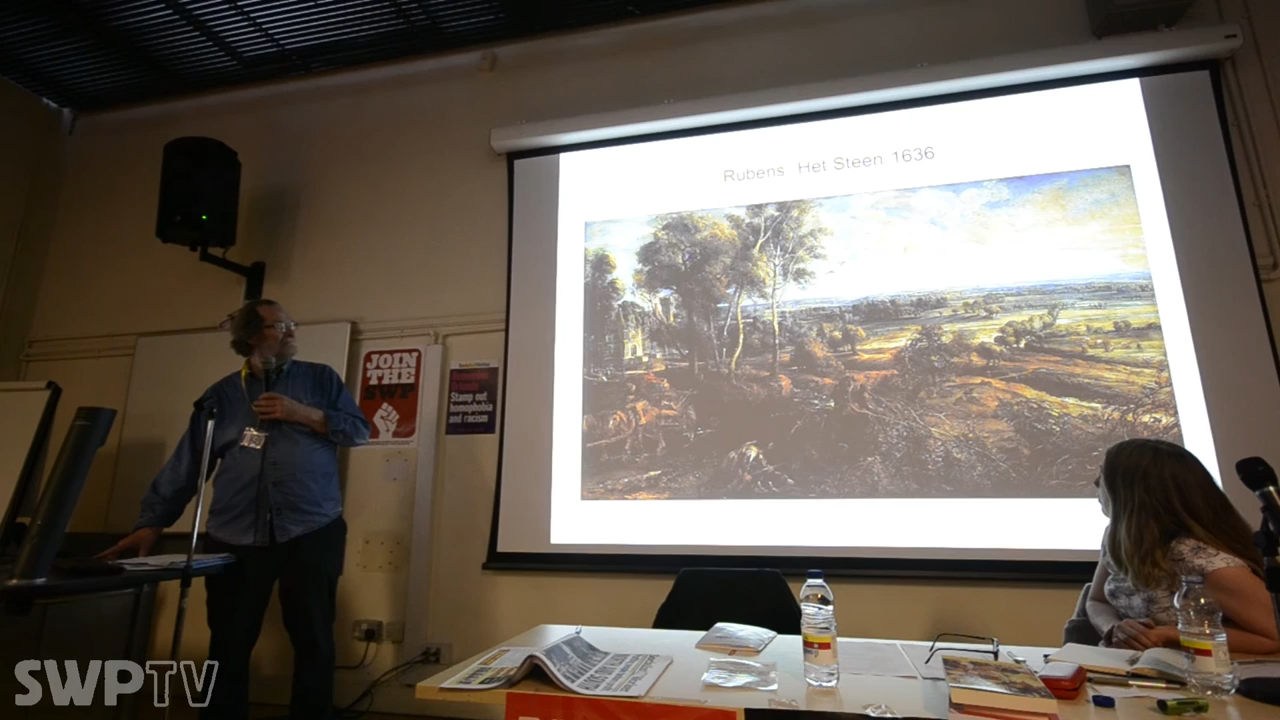 Rubens Het Steen 1636
JOIN
THE
SWP
Stamp out
homophobia
and racism
SWPTV